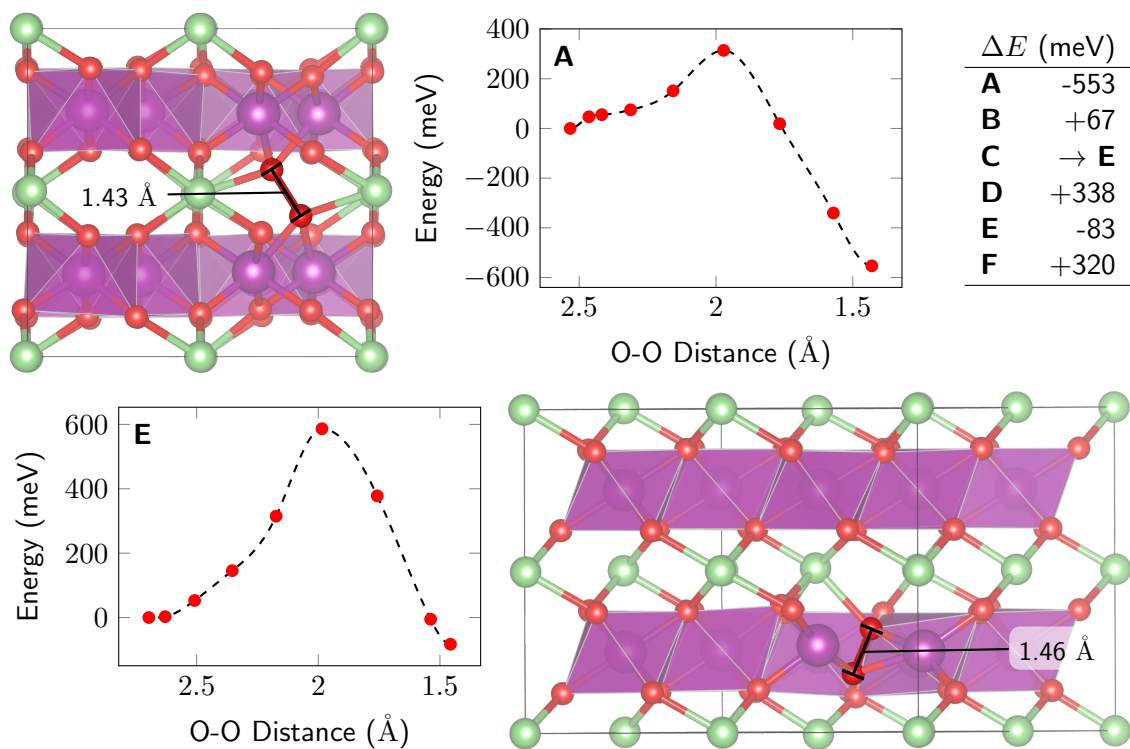 1.43 Å
A
Energy (meV)
400
200
0
−200
−400
−600
2.5 2 1.5
O-O Distance (Å)
ΔE (meV)
A -553
B +67
C → E
D +338
E -83
F +320
E
Energy (meV)
600
400
200
0
2.5 2 1.5
O-O Distance (Å)
1.46 Å